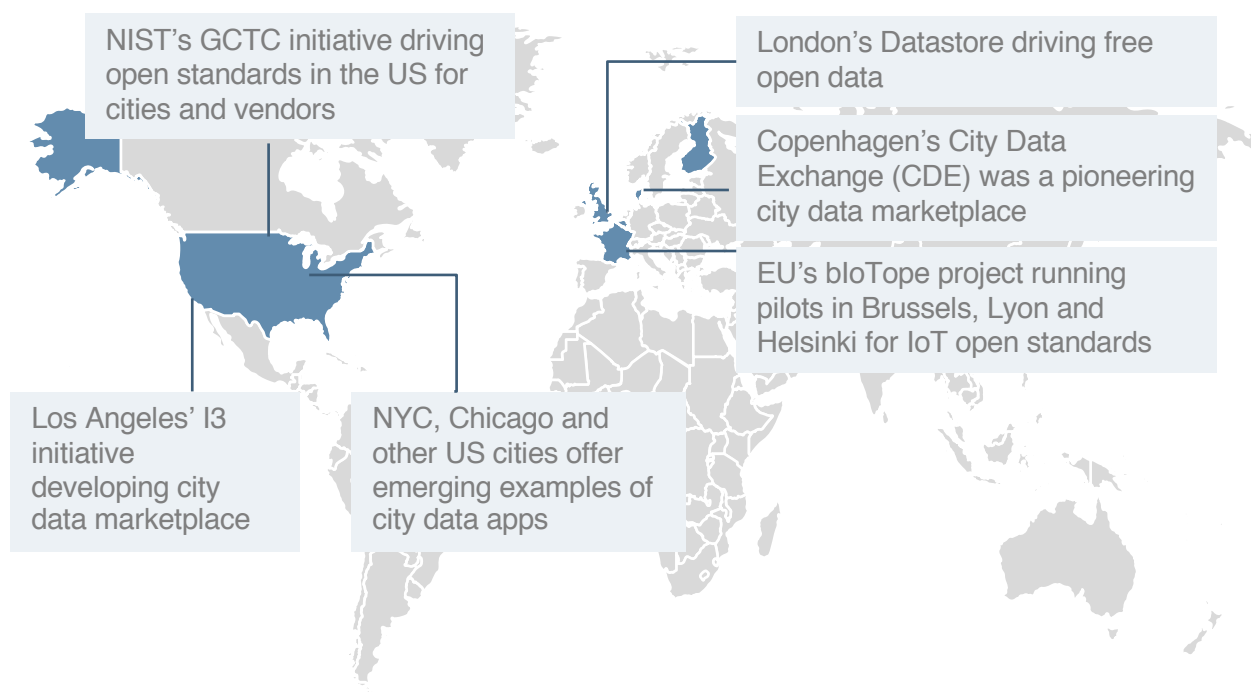 NIST’s GCTC initiative driving
open standards in the US for
cities and vendors
London’s Datastore driving free
open data
Copenhagen’s City Data
Exchange (CDE) was a pioneering
city data marketplace
EU’s bIoTope project running
pilots in Brussels, Lyon and
Helsinki for IoT open standards
Los Angeles’ I3
initiative
developing city
data marketplace
NYC, Chicago and
other US cities offer
emerging examples of
city data apps